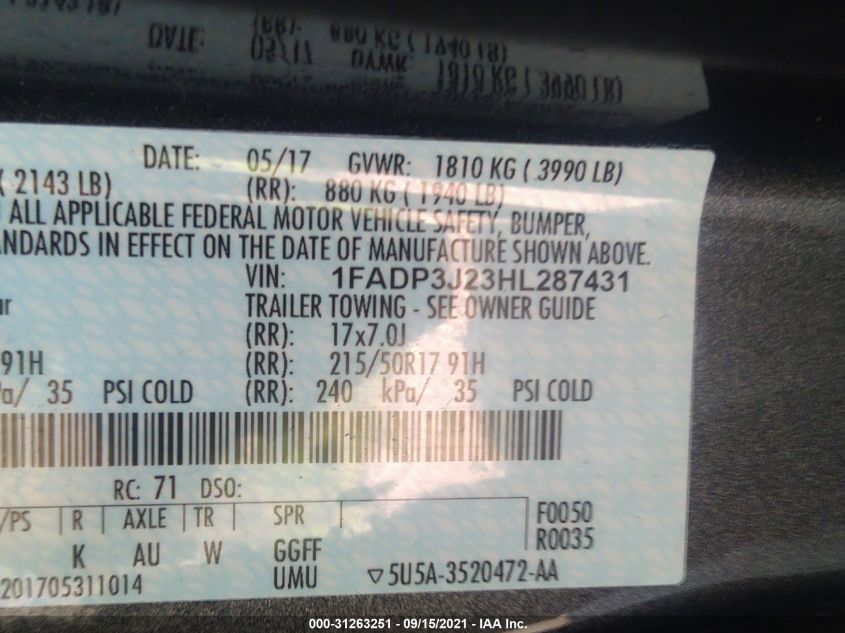 DATE: 05/17 GVWR: 1810 KG ( 3990 LB)
( 2143 LB) (RR): 880 KG ( 1940 LB)
ALL APPLICABLE FEDERAL MOTOR VEHICLE SAFETY, BUMPER,
ANDARDS IN EFFECT ON THE DATE OF MANUFACTURE SHOWN ABOVE.
VIN: 1FADP3J23HL287431
TRAILER TOWING - SEE OWNER GUIDE
(RR): 17x7.0J
91H (RR): 215/50R17 91H
Pa/ 35 PSI COLD (RR): 240 kPa/ 35 PSI COLD
RC: 71 DSO:
/PS R AXLE TR SPR F0050
K AU W GGFF R0035
UMU
201705311014 ▽5U5A-3520472-AA
000-31263251 - 09/15/2021 - IAA Inc.